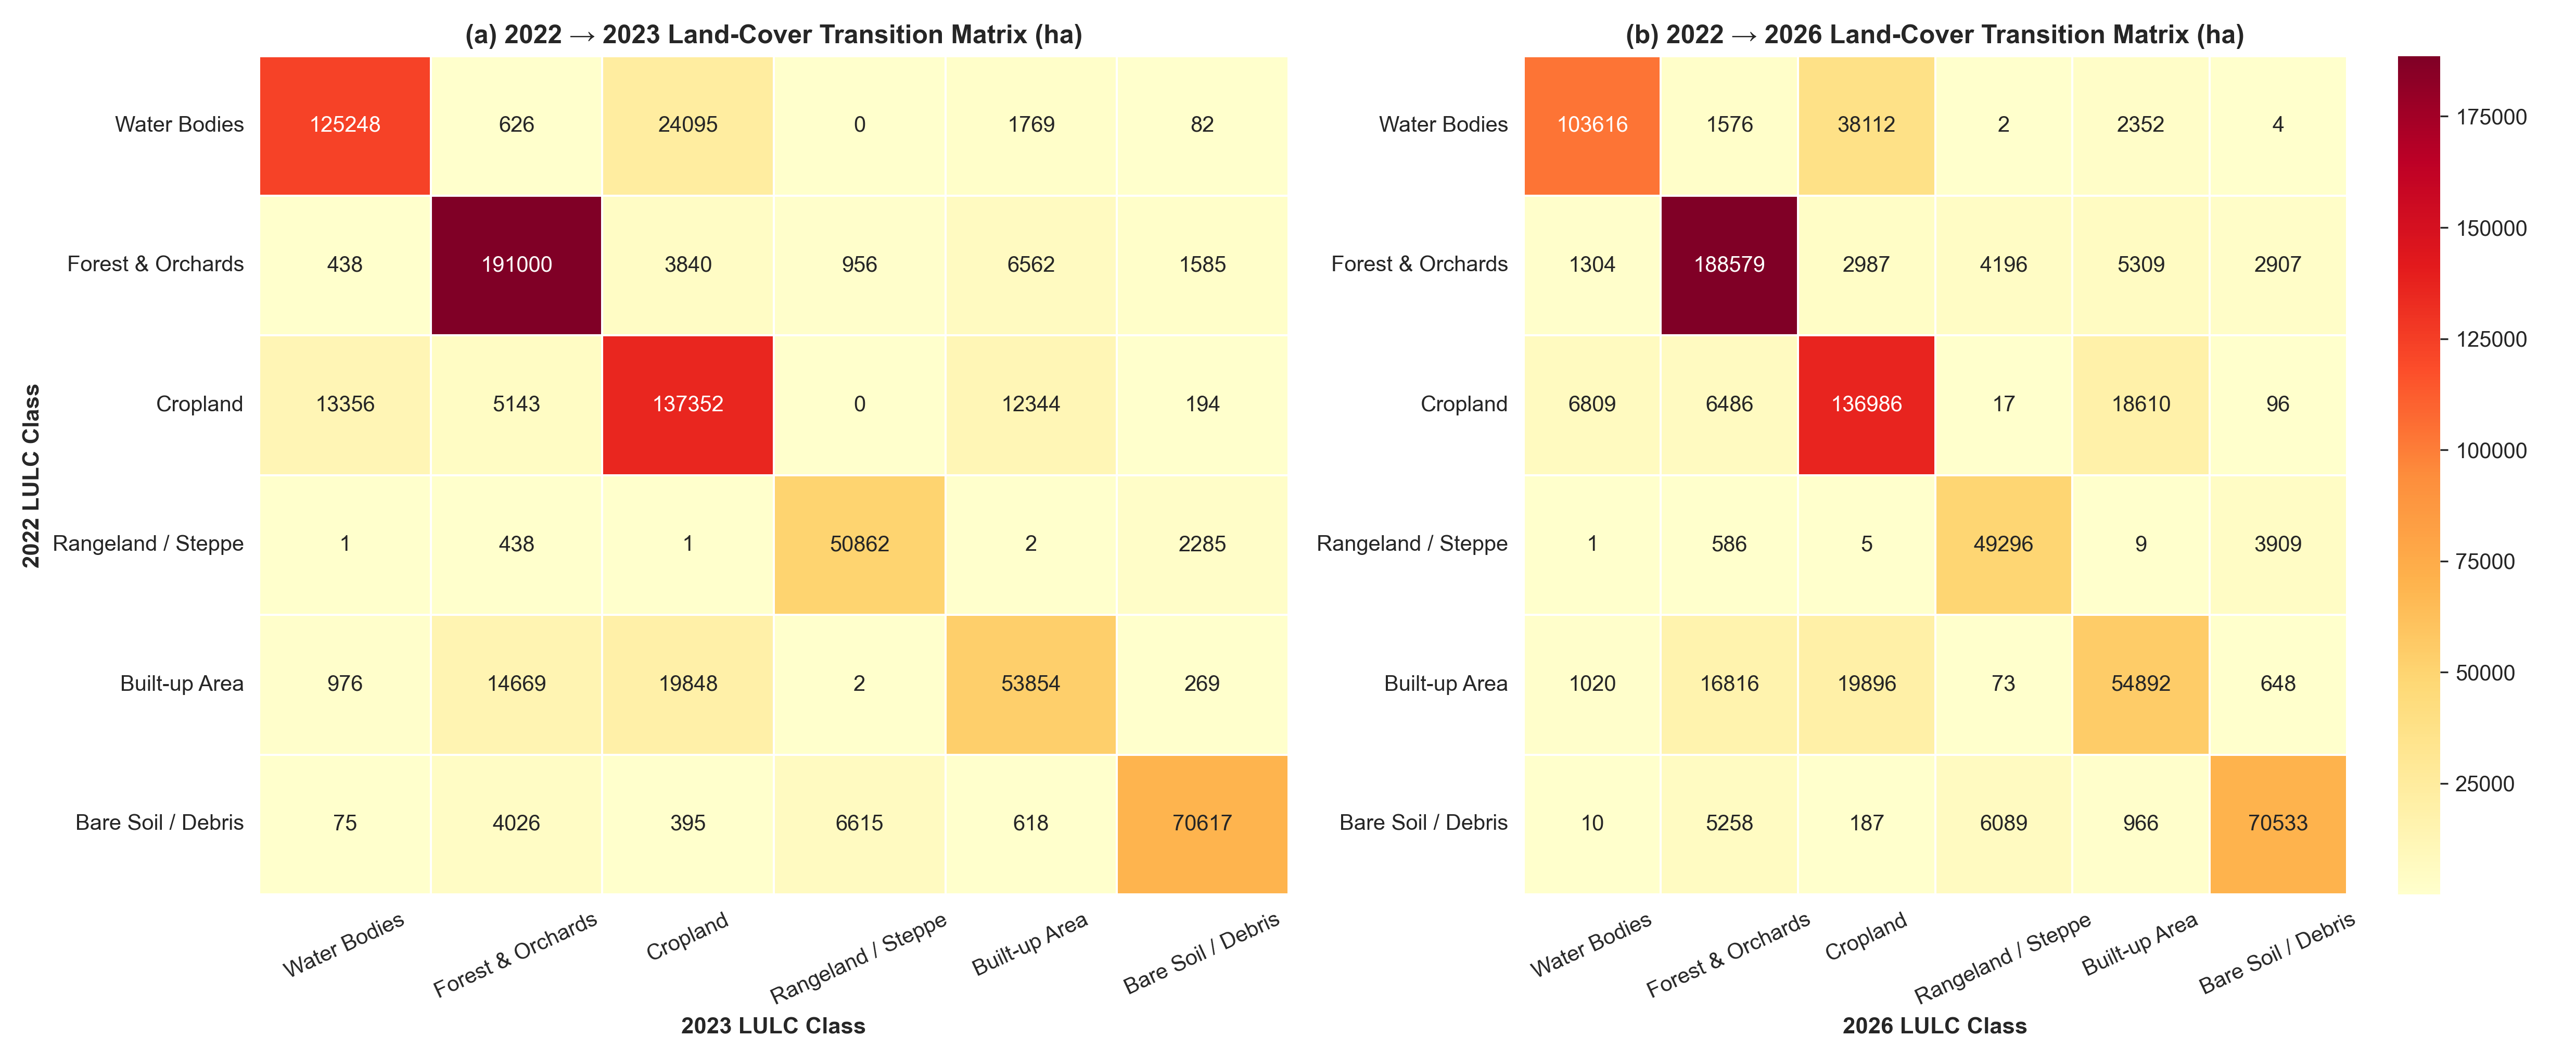 (a) 2022 → 2023 Land-Cover Transition Matrix (ha)
2022 LULC Class
Water Bodies 125248 626 24095 0 1769 82
Forest & Orchards 438 191000 3840 956 6562 1585
Cropland 13356 5143 137352 0 12344 194
Rangeland / Steppe 1 438 1 50862 2 2285
Built-up Area 976 14669 19848 2 53854 269
Bare Soil / Debris 75 4026 395 6615 618 70617
Water Bodies Forest & Orchards Cropland Rangeland / Steppe Built-up Area Bare Soil / Debris
2023 LULC Class
(b) 2022 → 2026 Land-Cover Transition Matrix (ha)
Water Bodies 103616 1576 38112 2 2352 4
Forest & Orchards 1304 188579 2987 4196 5309 2907
Cropland 6809 6486 136986 17 18610 96
Rangeland / Steppe 1 586 5 49296 9 3909
Built-up Area 1020 16816 19896 73 54892 648
Bare Soil / Debris 10 5258 187 6089 966 70533
Water Bodies Forest & Orchards Cropland Rangeland / Steppe Built-up Area Bare Soil / Debris
2026 LULC Class
175000
150000
125000
100000
75000
50000
25000